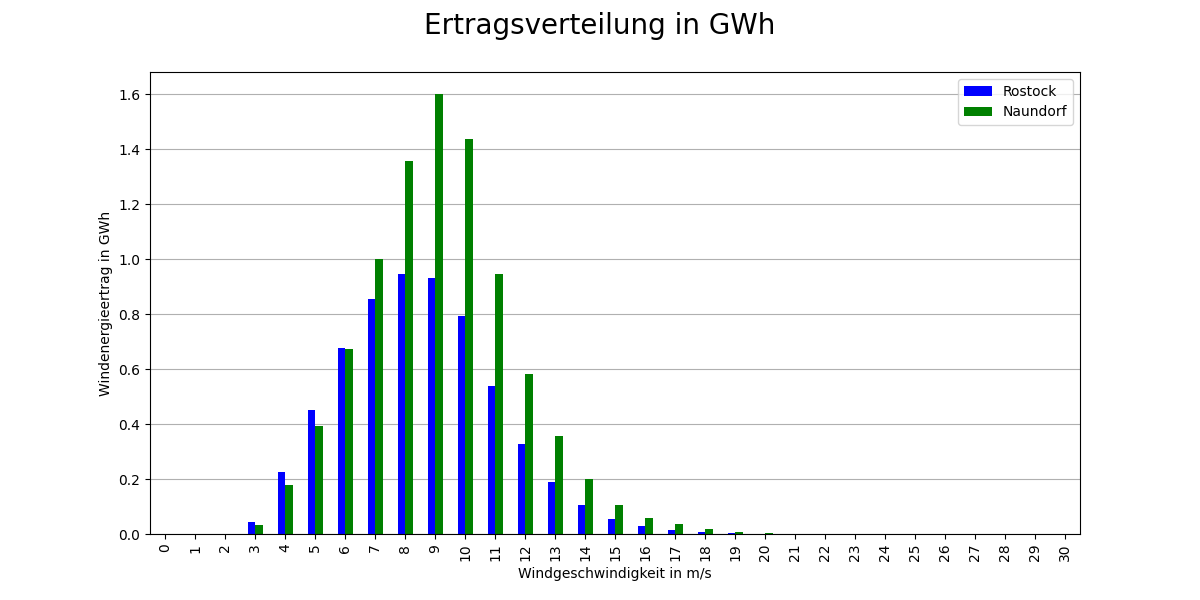 Ertragsverteilung in GWh
Rostock
Naundorf
Windenergieertrag in GWh
1.6
1.4
1.2
1.0
0.8
0.6
0.4
0.2
0.0
0 1 2 3 4 5 6 7 8 9 10 11 12 13 14 15 16 17 18 19 20 21 22 23 24 25 26 27 28 29 30
Windgeschwindigkeit in m/s